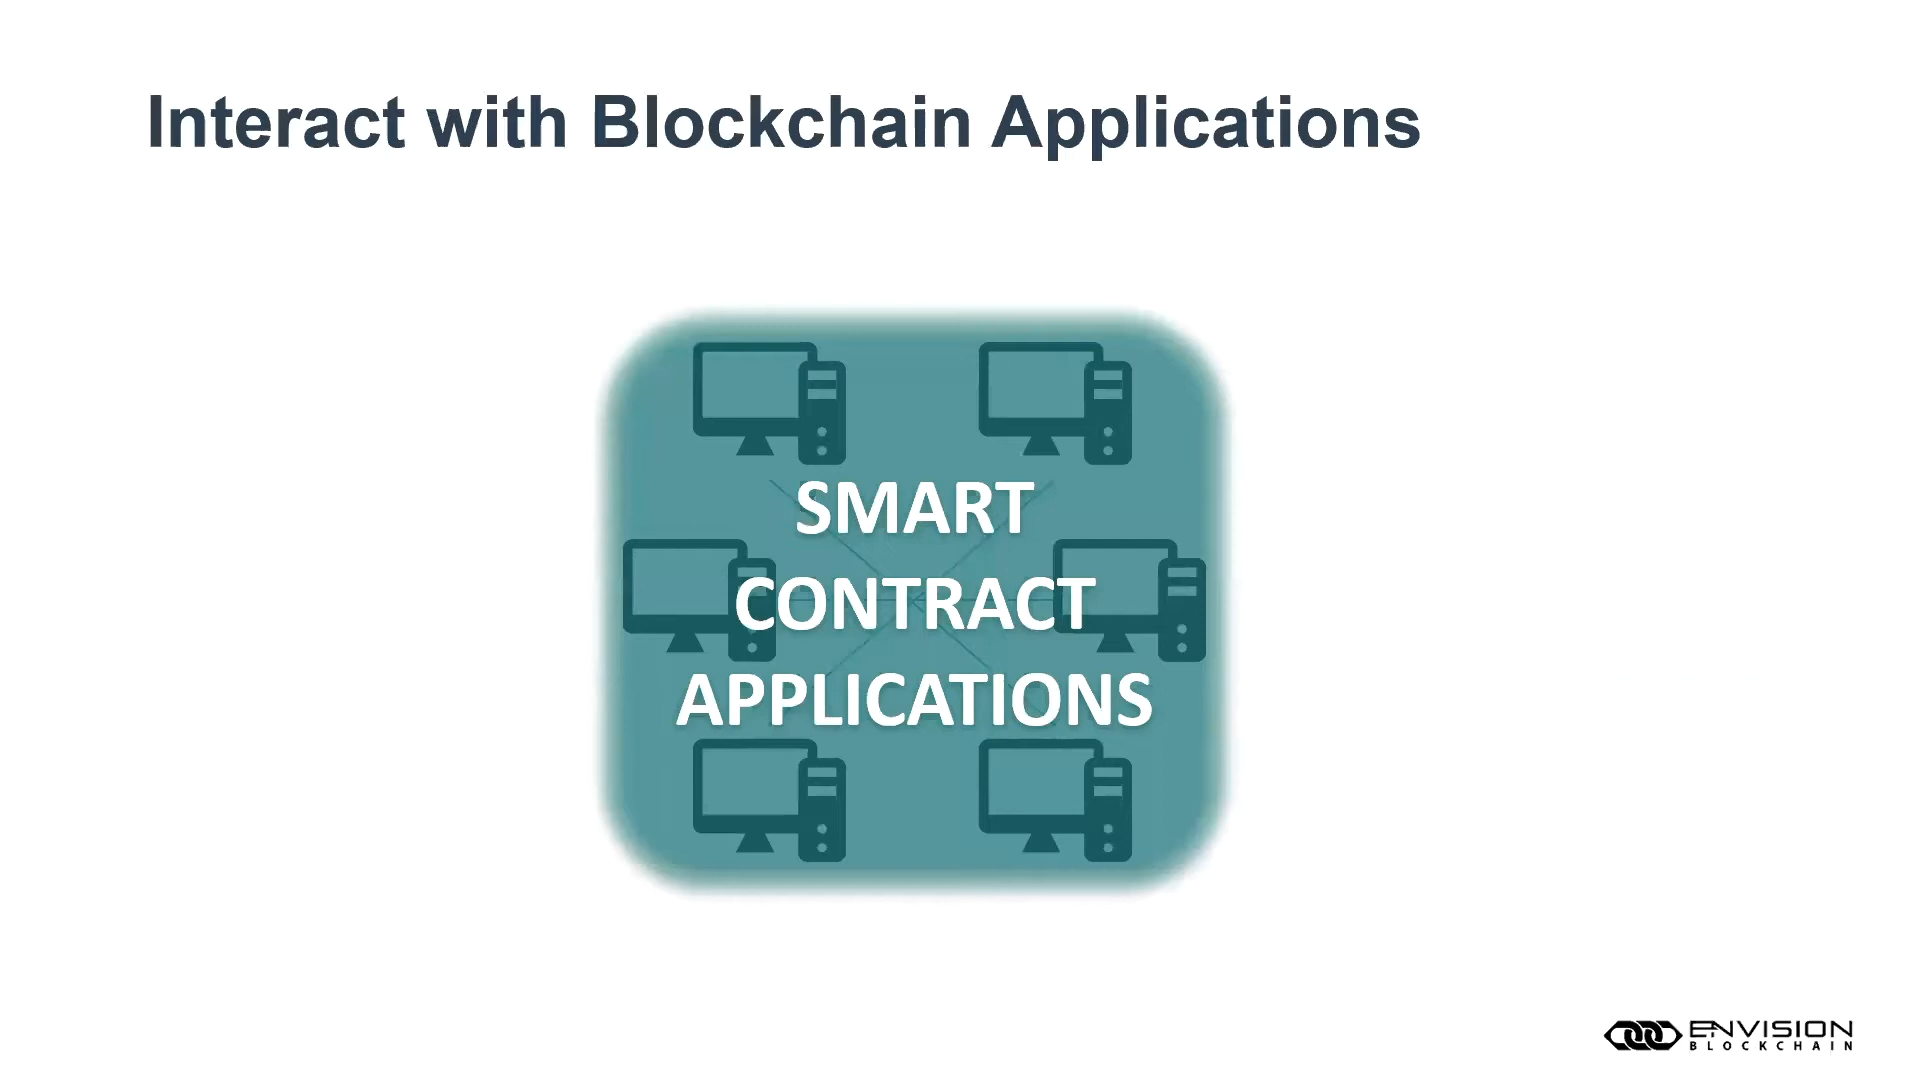 Interact with Blockchain Applications
SMART
CONTRACT
APPLICATIONS
ENVISION
BLOCKCHAIN